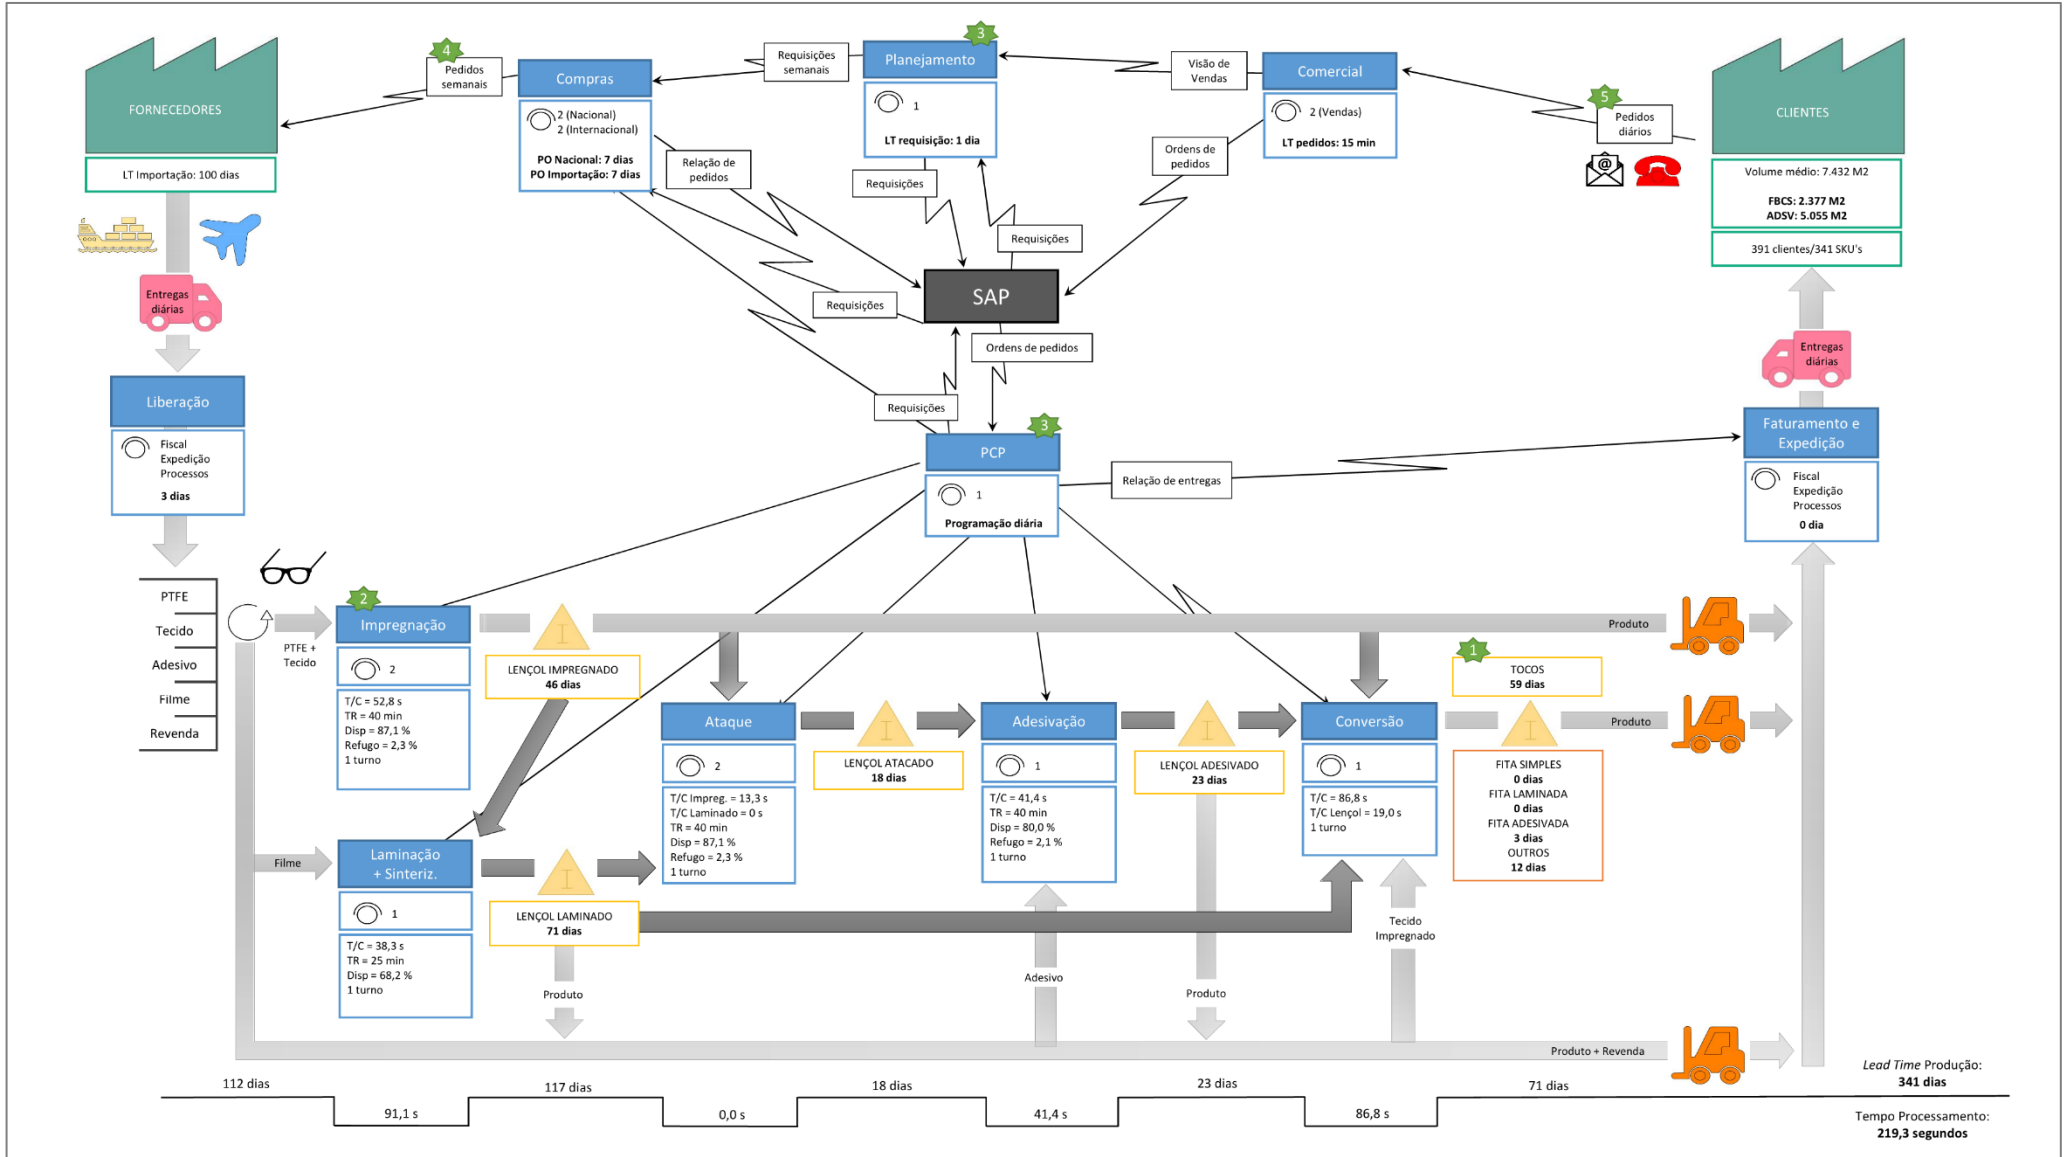 4
Pedidos
semanais
Requisições
semanais
3
Planejamento
Visão de
Vendas
Comercial
5
Pedidos
diários
FORNECEDORES
LT Importação: 100 dias
Compras
2 (Nacional)
2 (Internacional)
PO Nacional: 7 dias
PO Importação: 7 dias
1
LT requisição: 1 dia
2 (Vendas)
LT pedidos: 15 min
CLIENTES
Volume médio: 7.432 M2
FBCS: 2.377 M2
ADSV: 5.055 M2
391 clientes/341 SKU's
@
Relação de
pedidos
Requisições
Ordens de
pedidos
Requisições
Requisições
SAP
Ordens de pedidos
Requisições
Entregas
diárias
Entregas
diárias
Liberação
Fiscal
Expedição
Processos
3 dias
3
PCP
1
Programação diária
Relação de entregas
Faturamento e
Expedição
Fiscal
Expedição
Processos
0 dia
PTFE
Tecido
Adesivo
Filme
Revenda
PTFE +
Tecido
2
Impregnação
2
T/C = 52,8 s
TR = 40 min
Disp = 87,1 %
Refugo = 2,3 %
1 turno
I
LENÇOL IMPREGNADO
46 dias
Produto
Filme
Laminação
+ Sinteriz.
1
T/C = 38,3 s
TR = 25 min
Disp = 68,2 %
1 turno
I
LENÇOL LAMINADO
71 dias
Produto
Ataque
2
T/C Impreg. = 13,3 s
T/C Laminado = 0 s
TR = 40 min
Disp = 87,1 %
Refugo = 2,3 %
1 turno
I
LENÇOL ATACADO
18 dias
Adesivação
1
T/C = 41,4 s
TR = 40 min
Disp = 80,0 %
Refugo = 2,1 %
1 turno
Adesivo
I
LENÇOL ADESIVADO
23 dias
Produto
Conversão
1
T/C = 86,8 s
T/C Lençol = 19,0 s
1 turno
Tecido
Impregnado
1
TOCOS
59 dias
I
Produto
FITA SIMPLES
0 dias
FITA LAMINADA
0 dias
FITA ADESIVADA
3 dias
OUTROS
12 dias
Produto + Revenda
112 dias
117 dias
18 dias
23 dias
71 dias
Lead Time Produção:
341 dias
91,1 s
0,0 s
41,4 s
86,8 s
Tempo Processamento:
219,3 segundos